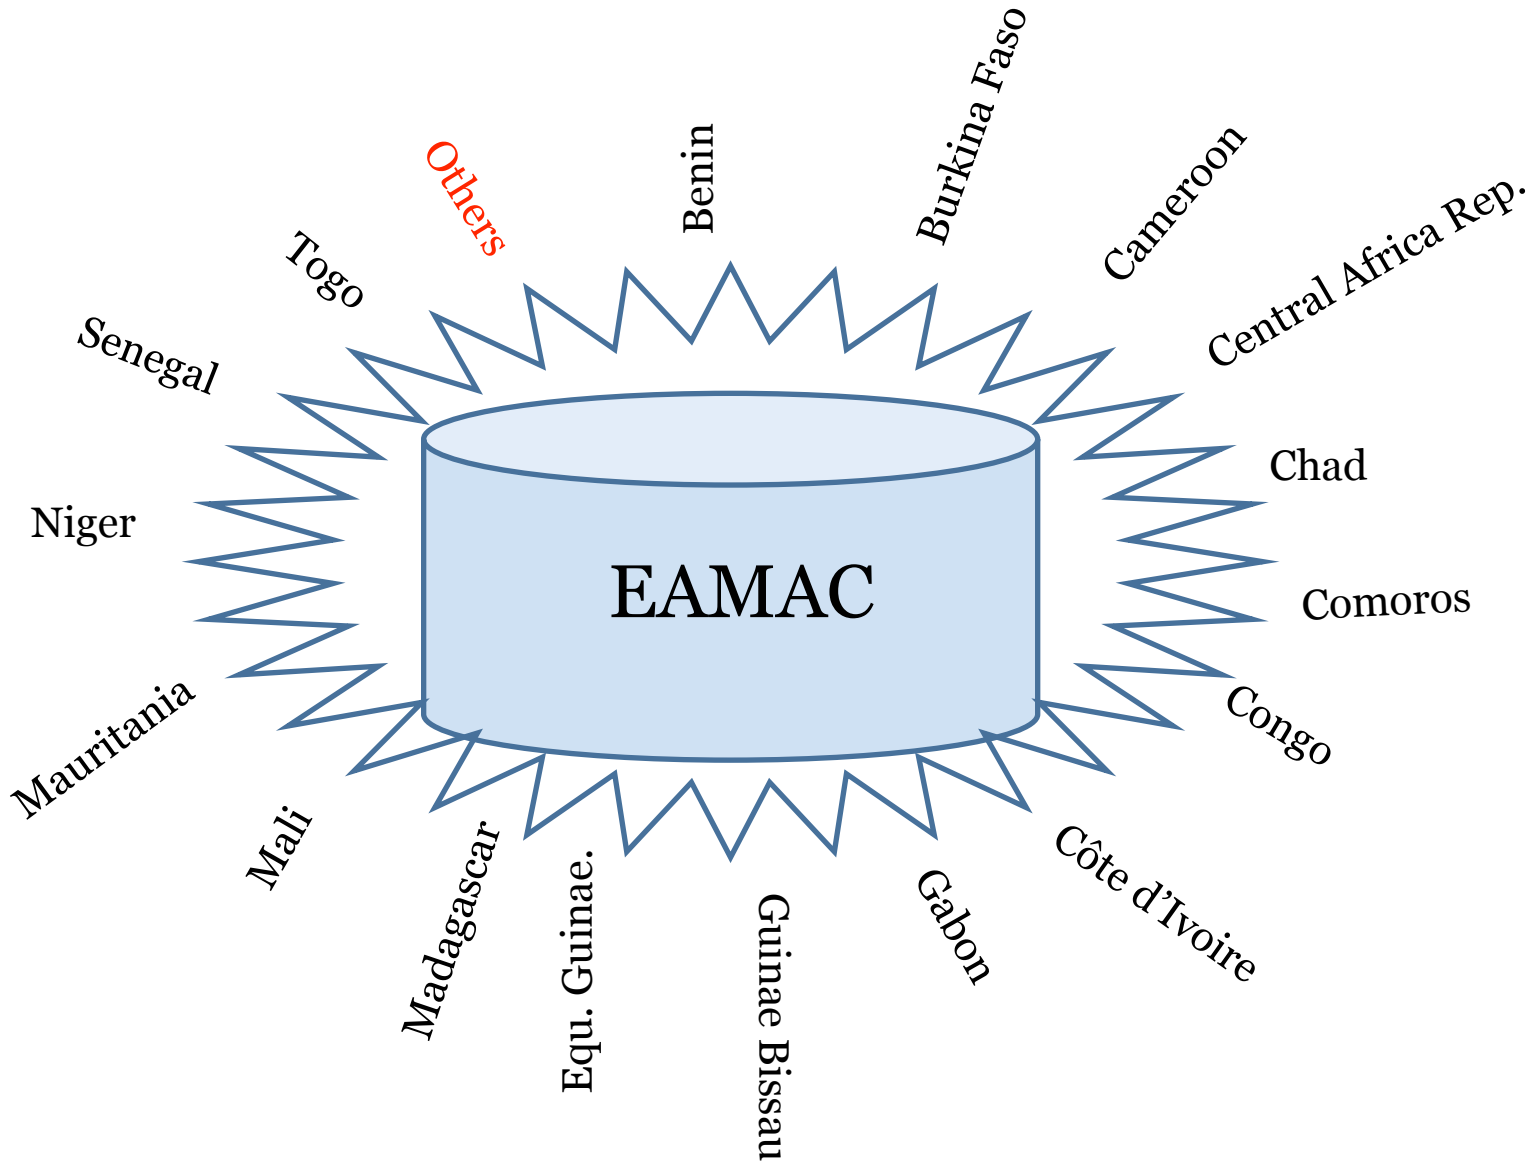 Others
Benin
Burkina Faso
Cameroon
Central Africa Rep.
Chad
Comoros
Congo
Côte d’Ivoire
Gabon
Guinae Bissau
Equ. Guinae.
Madagascar
Mali
Mauritania
Niger
Senegal
Togo
EAMAC